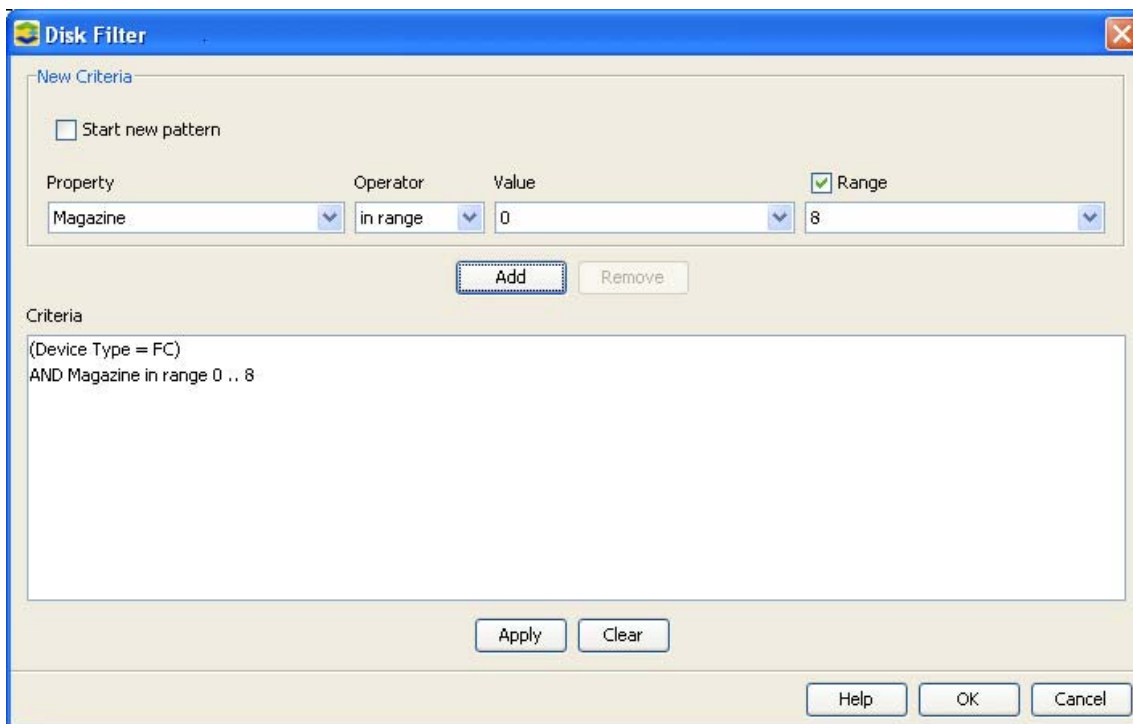 Disk Filter
New Criteria
Start new pattern
Property Operator Value Range
Magazine in range 0 8
Add Remove
Criteria
(Device Type = FC)
AND Magazine in range 0 .. 8
Apply Clear
Help OK Cancel